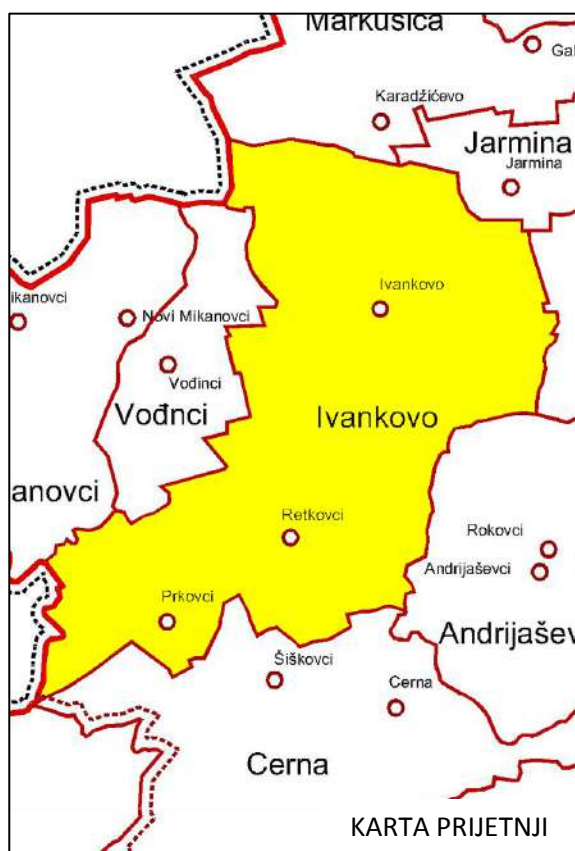 Markušica
Gal
Karadžićevo
Jarmina
Jarmina
Ivankovo
ikanovci
Novi Mikanovci
Vođinci
Vođnci
Ivankovo
anovci
Retkovci
Rokovci
Andrijaševci
Prkovci
Andrijašev
Šiškovci
Cerna
Cerna
KARTA PRIJETNJI